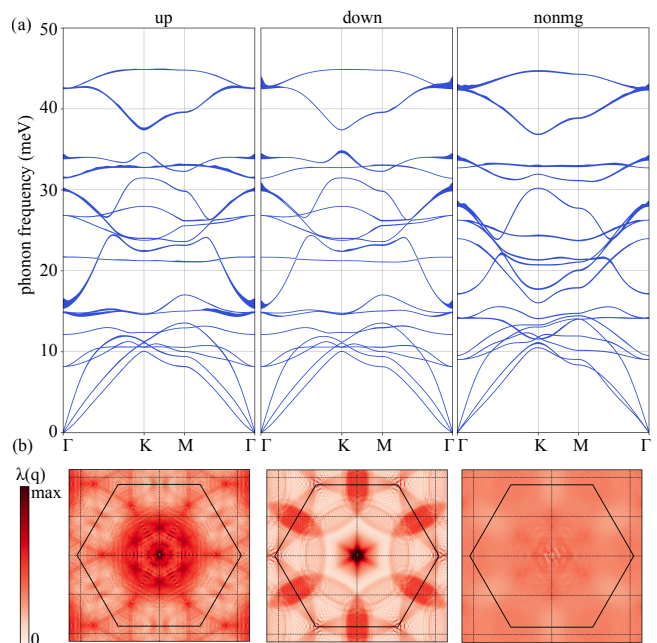 (a)
up
down
nonmg
50
40
30
20
10
0
phonon frequency (meV)
Γ
K
M
Γ
K
M
Γ
K
M
Γ
(b)
λ(q)
max
0